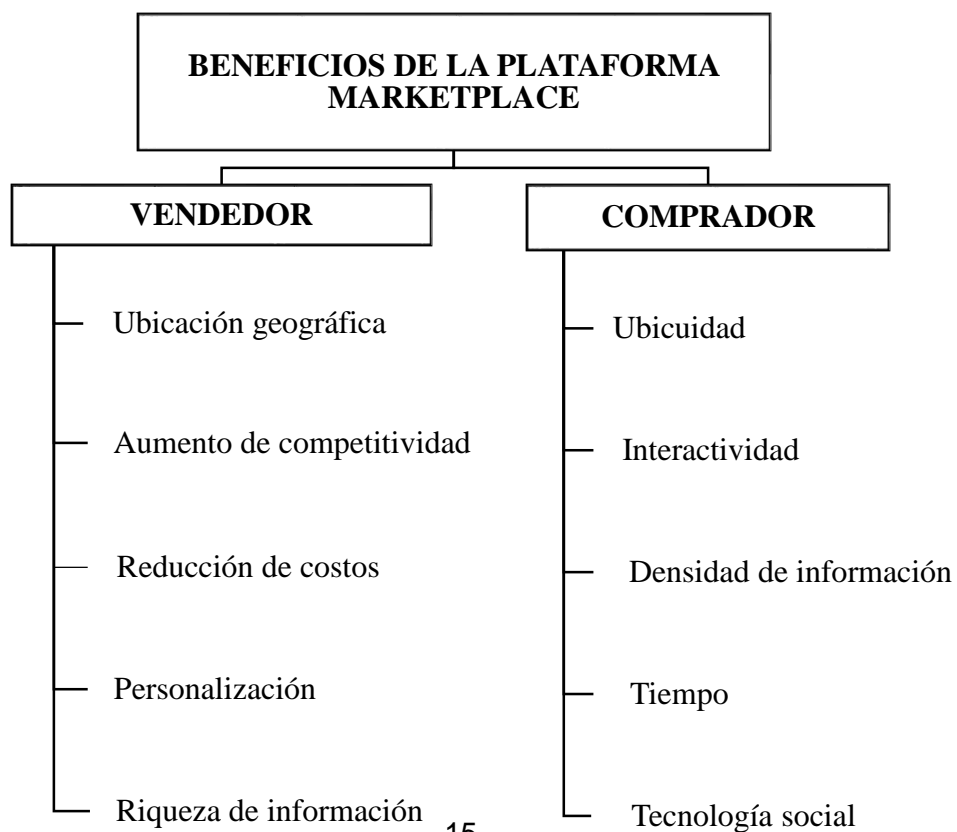 BENEFICIOS DE LA PLATAFORMA
MARKETPLACE
VENDEDOR
Ubicación geográfica
Aumento de competitividad
Reducción de costos
Personalización
Riqueza de información
COMPRADOR
Ubicuidad
Interactividad
Densidad de información
Tiempo
Tecnología social
15